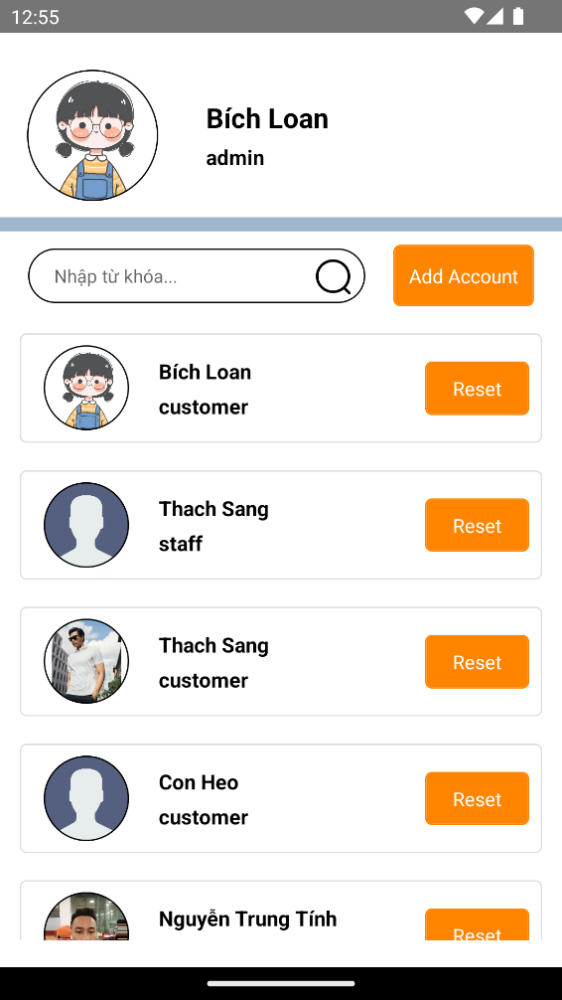 12:55
Bích Loan
admin
Nhập từ khóa...
Add Account
Bích Loan
customer
Reset
Thach Sang
staff
Reset
Thach Sang
customer
Reset
Con Heo
customer
Reset
Nguyễn Trung Tính
Reset